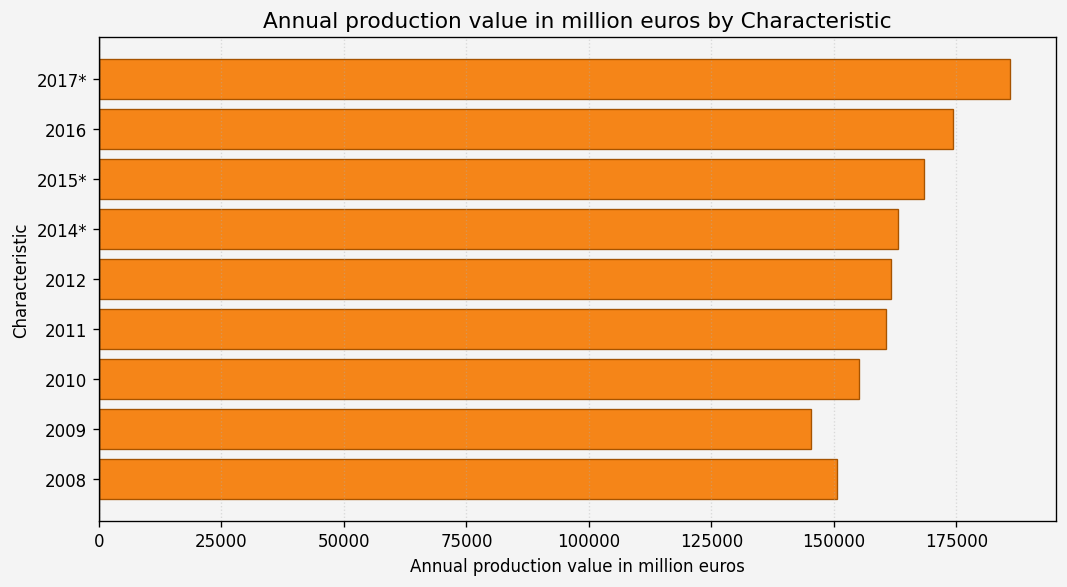 Annual production value in million euros by Characteristic
Characteristic
2017*
2016
2015*
2014*
2012
2011
2010
2009
2008
0 25000 50000 75000 100000 125000 150000 175000
Annual production value in million euros